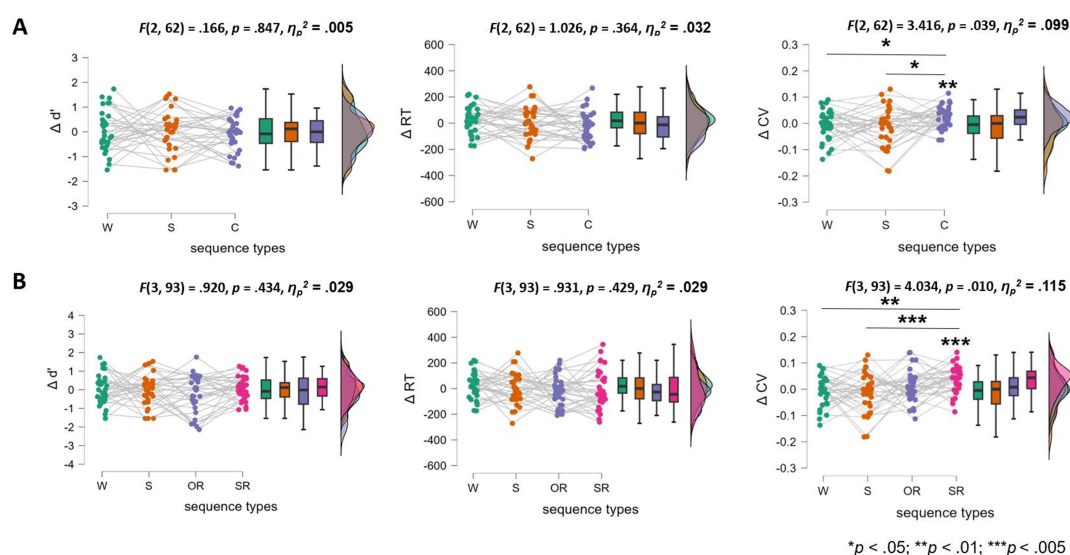 A
F(2, 62) = .166, p = .847, ηp² = .005
F(2, 62) = 1.026, p = .364, ηp² = .032
F(2, 62) = 3.416, p = .039, ηp² = .099
Δ d'
3
2
1
0
-1
-2
-3
W S C
sequence types
Δ RT
600
400
200
0
-200
-400
-600
W S C
sequence types
Δ CV
0.3
0.2
0.1
0.0
-0.1
-0.2
-0.3
*
*
**
W S C
sequence types
B
F(3, 93) = .920, p = .434, ηp² = .029
F(3, 93) = .931, p = .429, ηp² = .029
F(3, 93) = 4.034, p = .010, ηp² = .115
Δ d'
4
3
2
1
0
-1
-2
-3
-4
W S OR SR
sequence types
Δ RT
600
400
200
0
-200
-400
-600
W S OR SR
sequence types
Δ CV
0.3
0.2
0.1
0.0
-0.1
-0.2
-0.3
**
***
***
W S OR SR
sequence types
*p < .05; **p < .01; ***p < .005